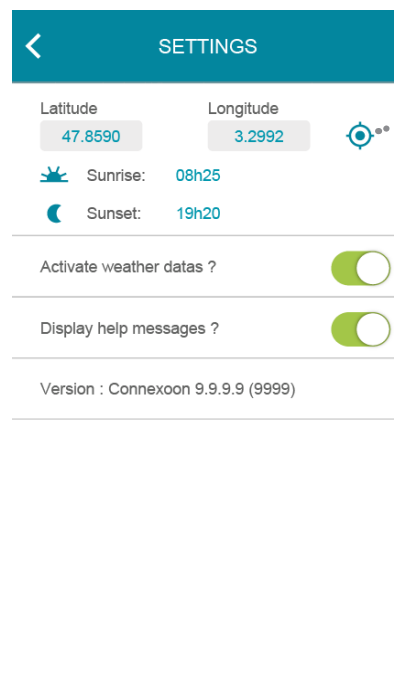 SETTINGS
Latitude Longitude
47.8590 3.2992
Sunrise: 08h25
Sunset: 19h20
Activate weather datas ?
Display help messages ?
Version : Connexoon 9.9.9.9 (9999)